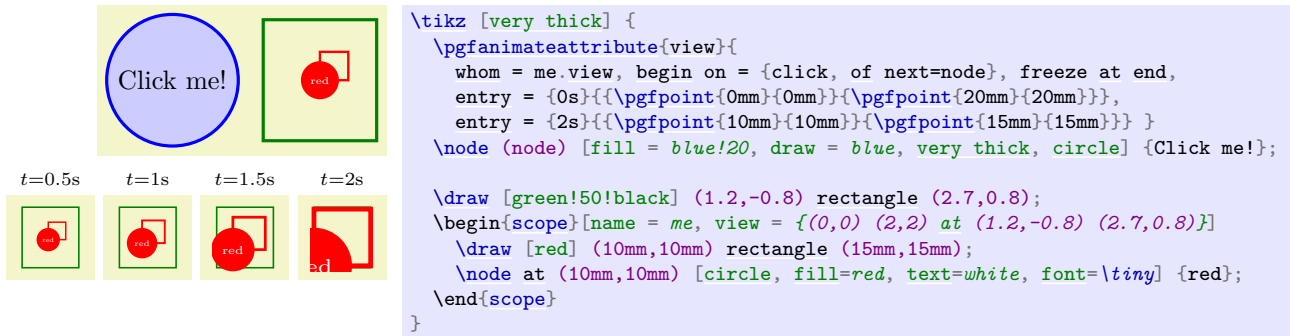 Click me!
red
t=0.5s t=1s t=1.5s t=2s
red red red red
\tikz [very thick] {
  \pgfanimateattribute{view}{
    whom = me.view, begin on = {click, of next=node}, freeze at end,
    entry = {0s}{{\pgfpoint{0mm}{0mm}}{\pgfpoint{20mm}{20mm}}},
    entry = {2s}{{\pgfpoint{10mm}{10mm}}{\pgfpoint{15mm}{15mm}}} }
  \node (node) [fill = blue!20, draw = blue, very thick, circle] {Click me!};
  \draw [green!50!black] (1.2,-0.8) rectangle (2.7,0.8);
  \begin{scope}[name = me, view = {(0,0) (2,2) at (1.2,-0.8) (2.7,0.8)}]
    \draw [red] (10mm,10mm) rectangle (15mm,15mm);
    \node at (10mm,10mm) [circle, fill=red, text=white, font=\tiny] {red};
  \end{scope}
}